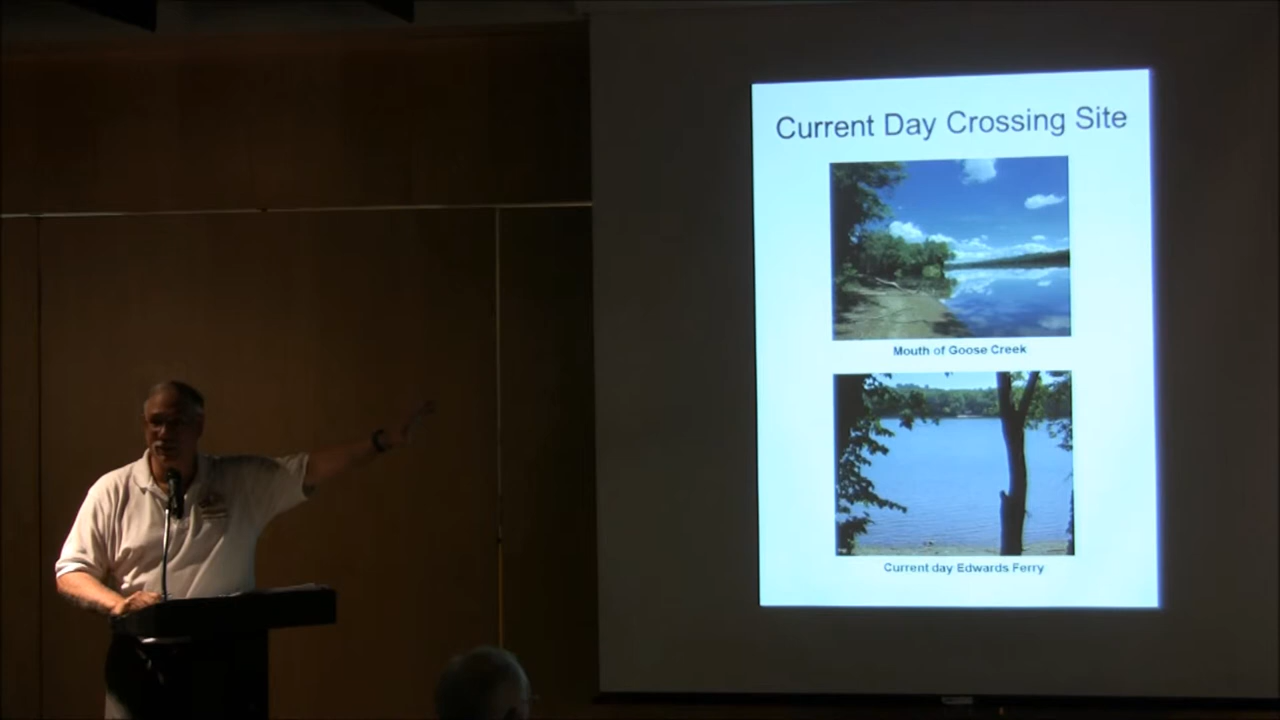 Current Day Crossing Site
Mouth of Goose Creek
Current day Edwards Ferry